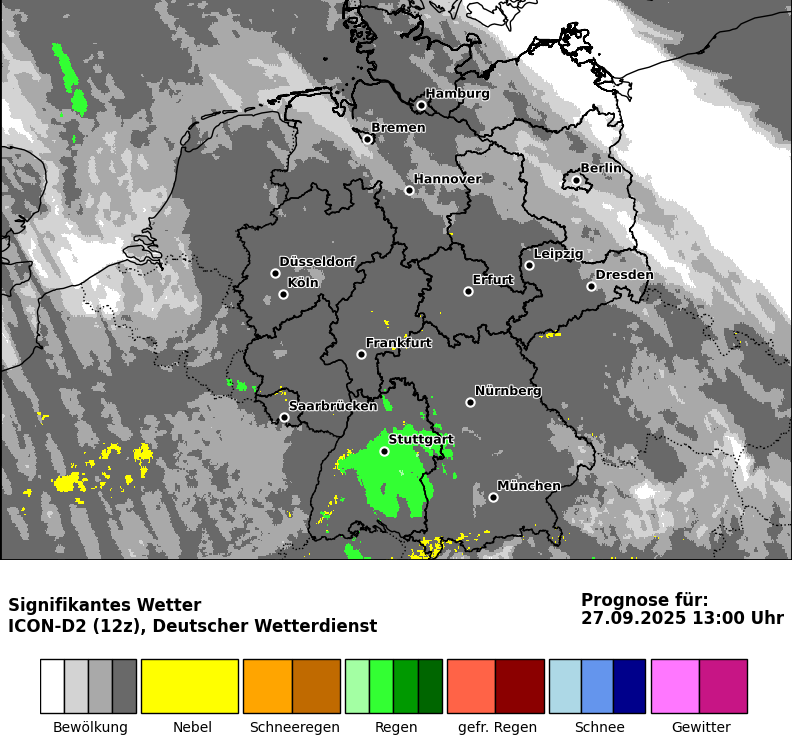 Hamburg
Bremen
Berlin
Hannover
Leipzig
Düsseldorf
Dresden
Köln
Erfurt
Frankfurt
Nürnberg
Saarbrücken
Stuttgart
München
Signifikantes Wetter
ICON-D2 (12z), Deutscher Wetterdienst
Prognose für:
27.09.2025 13:00 Uhr
Bewölkung
Nebel
Schneeregen
Regen
gefr. Regen
Schnee
Gewitter